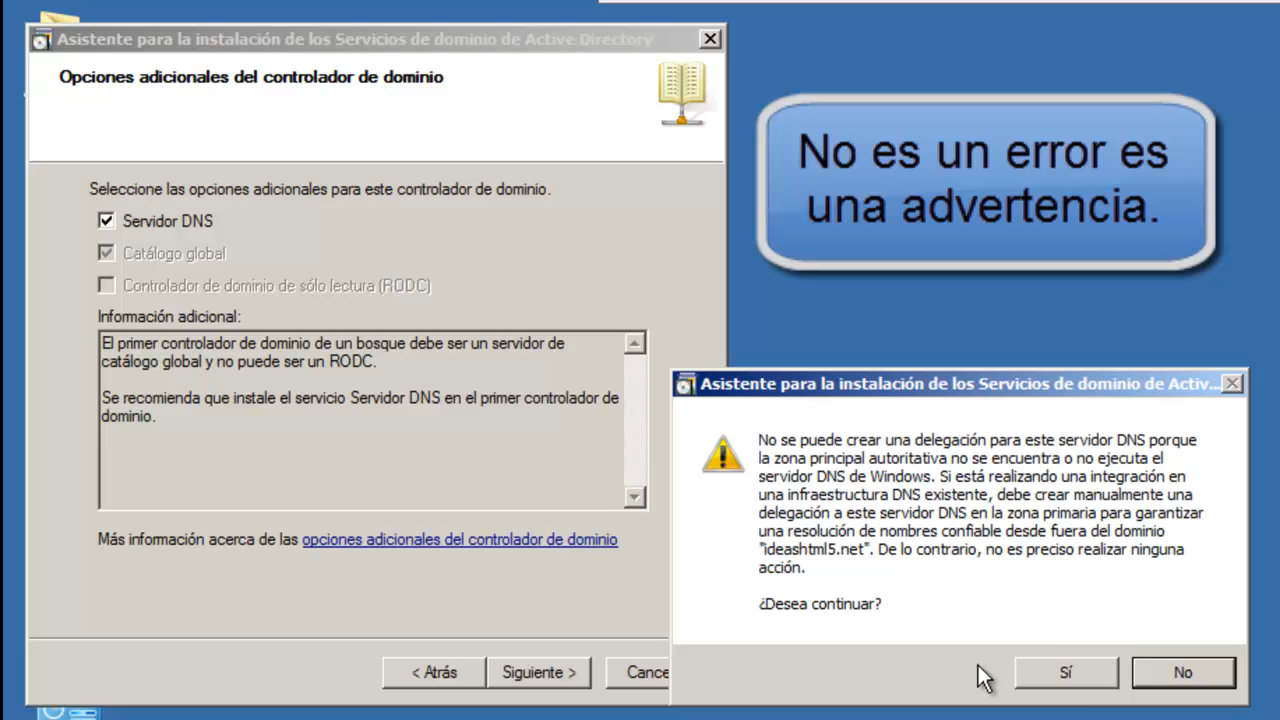 Asistente para la instalación de los Servicios de dominio de Active Directory
Opciones adicionales del controlador de dominio
No es un error es
una advertencia.
Seleccione las opciones adicionales para este controlador de dominio.
Servidor DNS
Catálogo global
Controlador de dominio de sólo lectura (RODC)
Información adicional:
El primer controlador de dominio de un bosque debe ser un servidor de
catálogo global y no puede ser un RODC.
Se recomienda que instale el servicio Servidor DNS en el primer controlador de
dominio.
Más información acerca de las opciones adicionales del controlador de dominio
< Atrás
Siguiente >
Cance
Asistente para la instalación de los Servicios de dominio de Activ...
No se puede crear una delegación para este servidor DNS porque
la zona principal autoritativa no se encuentra o no ejecuta el
servidor DNS de Windows. Si está realizando una integración en
una infraestructura DNS existente, debe crear manualmente una
delegación a este servidor DNS en la zona primaria para garantizar
una resolución de nombres confiable desde fuera del dominio
"ideashtml5.net". De lo contrario, no es preciso realizar ninguna
acción.
¿Desea continuar?
Sí
No